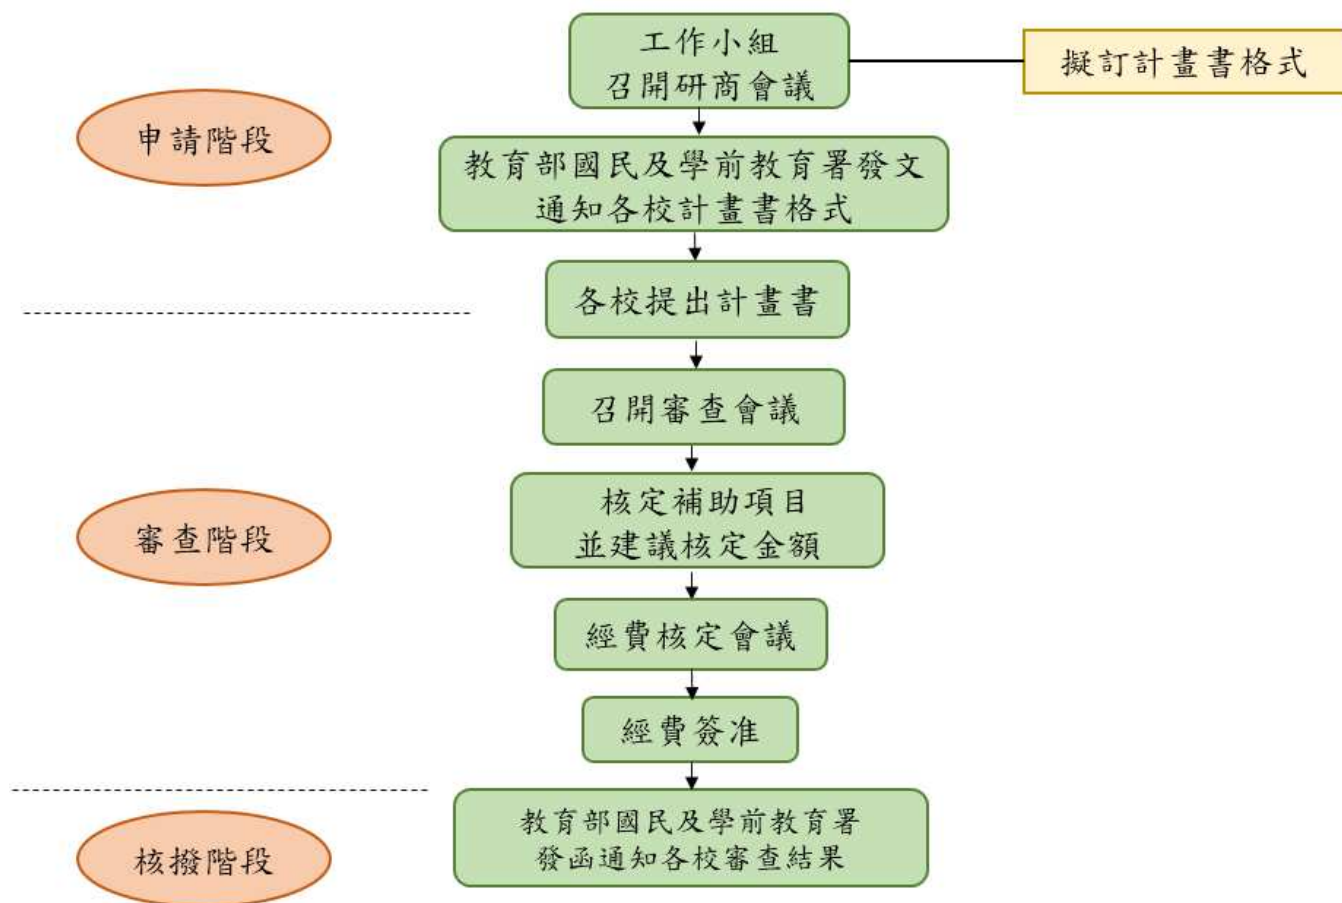 工作小組
召開研商會議
擬訂計畫書格式
申請階段
教育部國民及學前教育署發文
通知各校計畫書格式
各校提出計畫書
召開審查會議
審查階段
核定補助項目
並建議核定金額
經費核定會議
經費簽准
核撥階段
教育部國民及學前教育署
發函通知各校審查結果